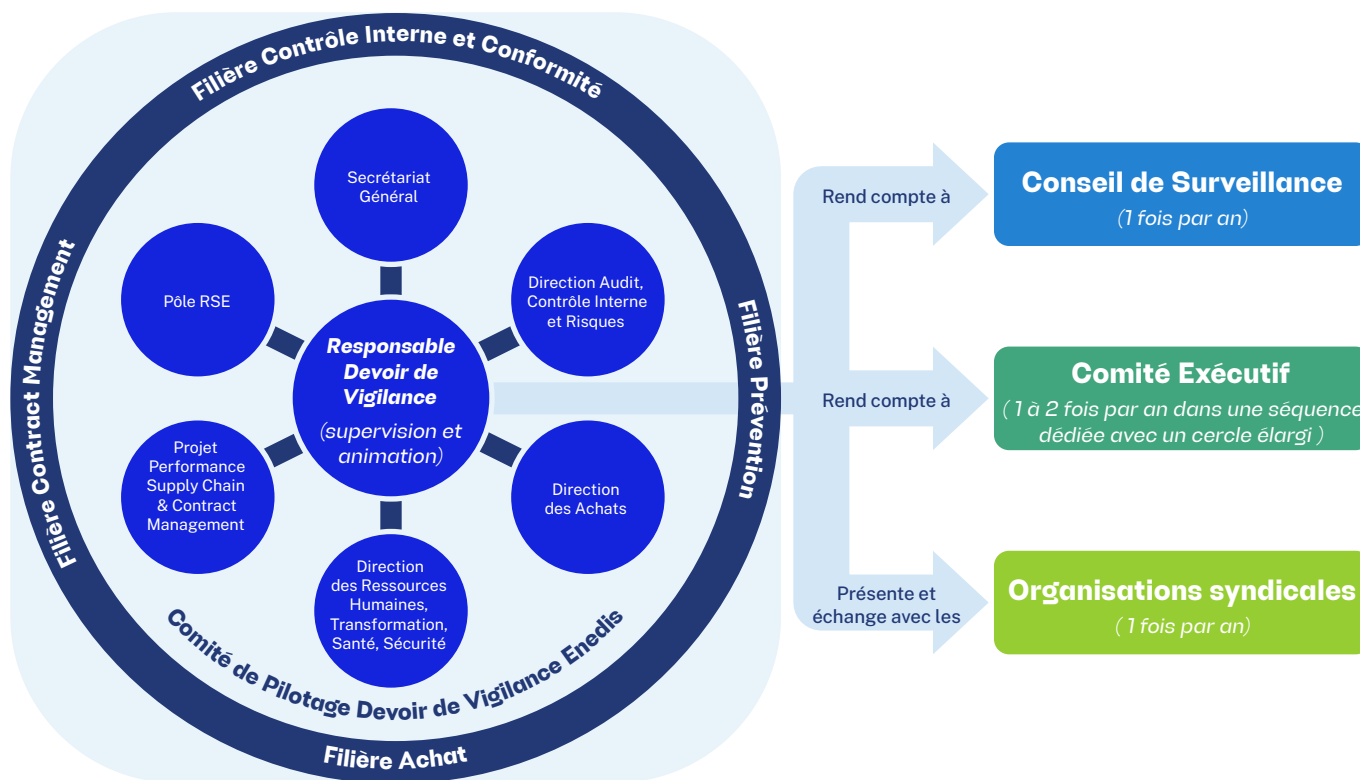 Filière Contrôle Interne et Conformité
Filière Contract Management
Filière Prévention
Filière Achat
Secrétariat
Général
Pôle RSE
Direction Audit,
Contrôle Interne
et Risques
Responsable
Devoir de
Vigilance
(supervision et
animation)
Projet
Performance
Supply Chain
& Contract
Management
Direction
des Achats
Direction
des Ressources
Humaines,
Transformation,
Santé, Sécurité
Comité de Pilotage Devoir de Vigilance Enedis
Rend compte à
Conseil de Surveillance
(1 fois par an)
Rend compte à
Comité Exécutif
( 1 à 2 fois par an dans une séquence
dédiée avec un cercle élargi )
Présente et
échange avec les
Organisations syndicales
( 1 fois par an)